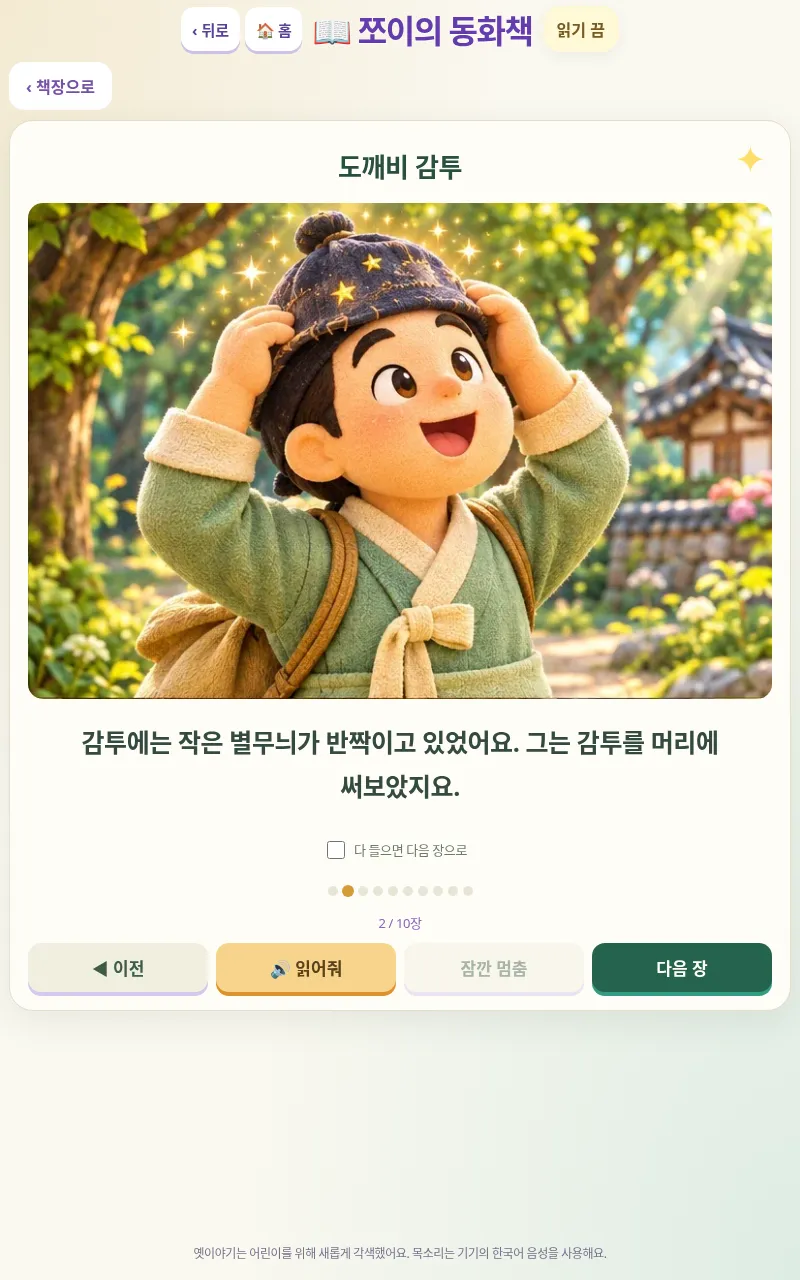 ‹ 뒤로
🏠 홈
📖 쪼이의 동화책
읽기 끔
‹ 책장으로
도깨비 감투
감투에는 작은 별무늬가 반짝이고 있었어요. 그는 감투를 머리에
써보았지요.
다 들으면 다음 장으로
2 / 10장
◀ 이전
🔊 읽어줘
잠깐 멈춤
다음 장
옛이야기는 어린이를 위해 새롭게 각색했어요. 목소리는 기기의 한국어 음성을 사용해요.